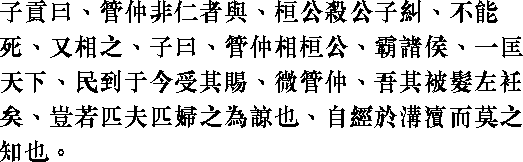 子貢曰、管仲非仁者與、桓公殺公子糾、不能
死、又相之、子曰、管仲相桓公、霸諸侯、一匡
天下、民到于今受其賜、微管仲、吾其被髮左衽
矣、豈若匹夫匹婦之為諒也、自經於溝瀆而莫之
知也。